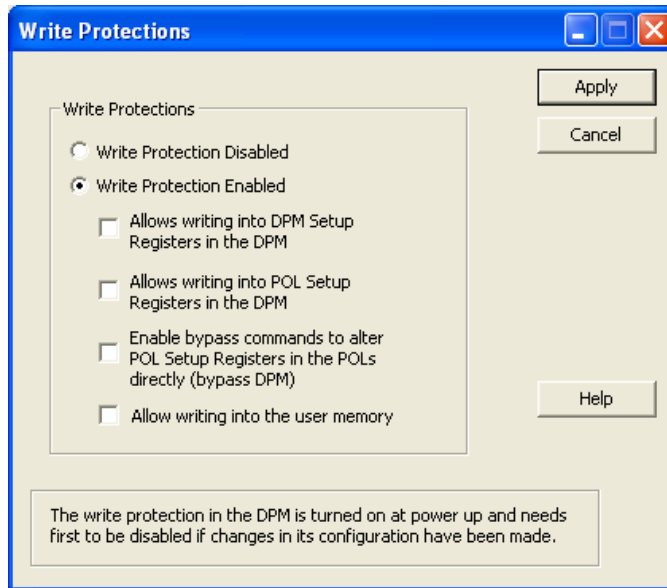 Write Protections
Apply
Write Protections
Cancel
Write Protection Disabled
Write Protection Enabled
Allows writing into DPM Setup
Registers in the DPM
Allows writing into POL Setup
Registers in the DPM
Enable bypass commands to alter
POL Setup Registers in the POLs
directly (bypass DPM)
Help
Allow writing into the user memory
The write protection in the DPM is turned on at power up and needs
first to be disabled if changes in its configuration have been made.